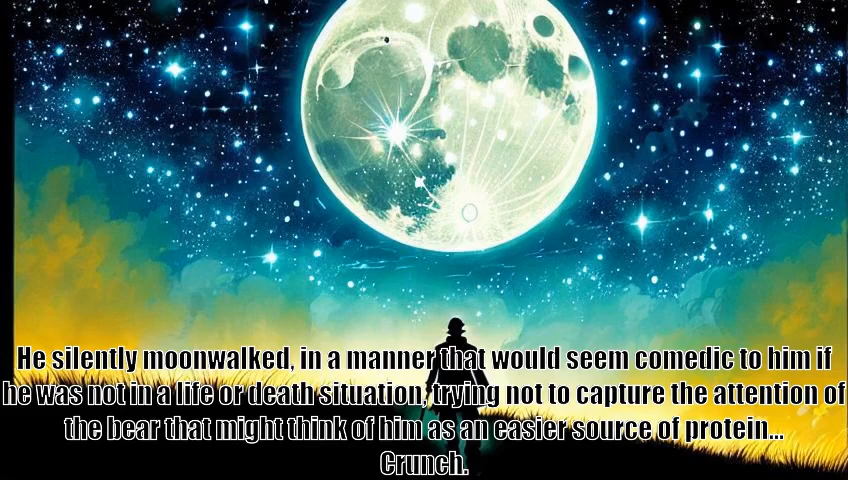 He silently moonwalked, in a manner that would seem comedic to him if
he was not in a life or death situation, trying not to capture the attention of
the bear that might think of him as an easier source of protein...
Crunch.